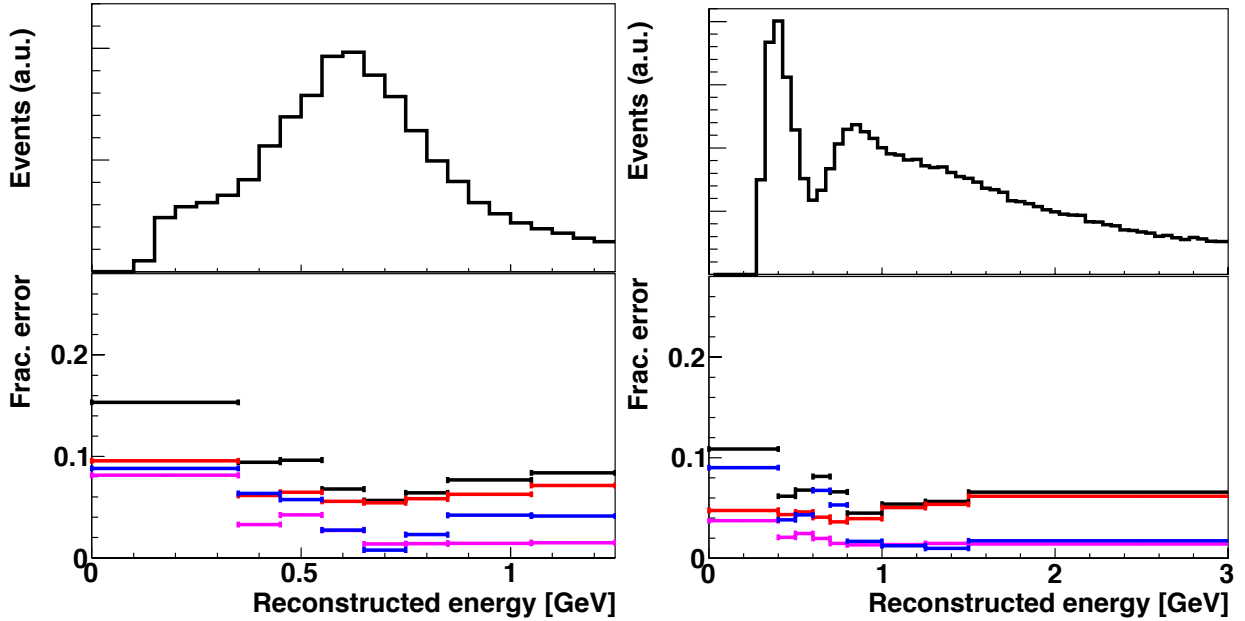 Events (a.u.)
Frac. error
0.2
0.1
0
0 0.5 1
Reconstructed energy [GeV]
Events (a.u.)
Frac. error
0.2
0.1
0
0 1 2 3
Reconstructed energy [GeV]